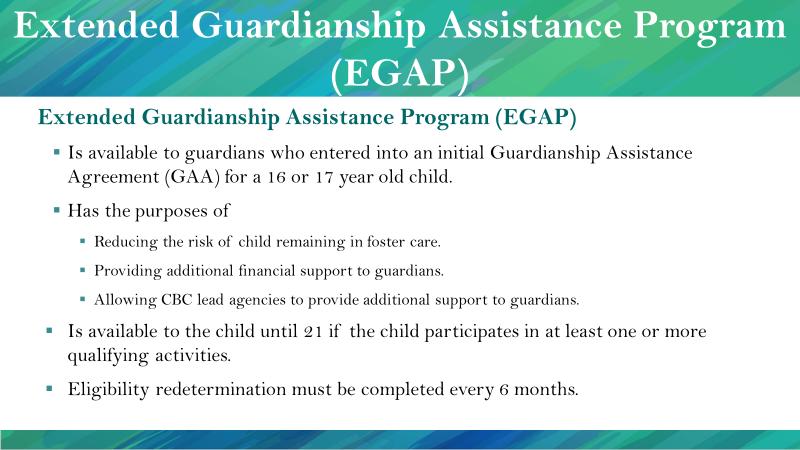 Extended Guardianship Assistance Program
(EGAP)
Extended Guardianship Assistance Program (EGAP)
▪ Is available to guardians who entered into an initial Guardianship Assistance
Agreement (GAA) for a 16 or 17 year old child.
▪ Has the purposes of
▪ Reducing the risk of child remaining in foster care.
▪ Providing additional financial support to guardians.
▪ Allowing CBC lead agencies to provide additional support to guardians.
▪ Is available to the child until 21 if the child participates in at least one or more
qualifying activities.
▪ Eligibility redetermination must be completed every 6 months.